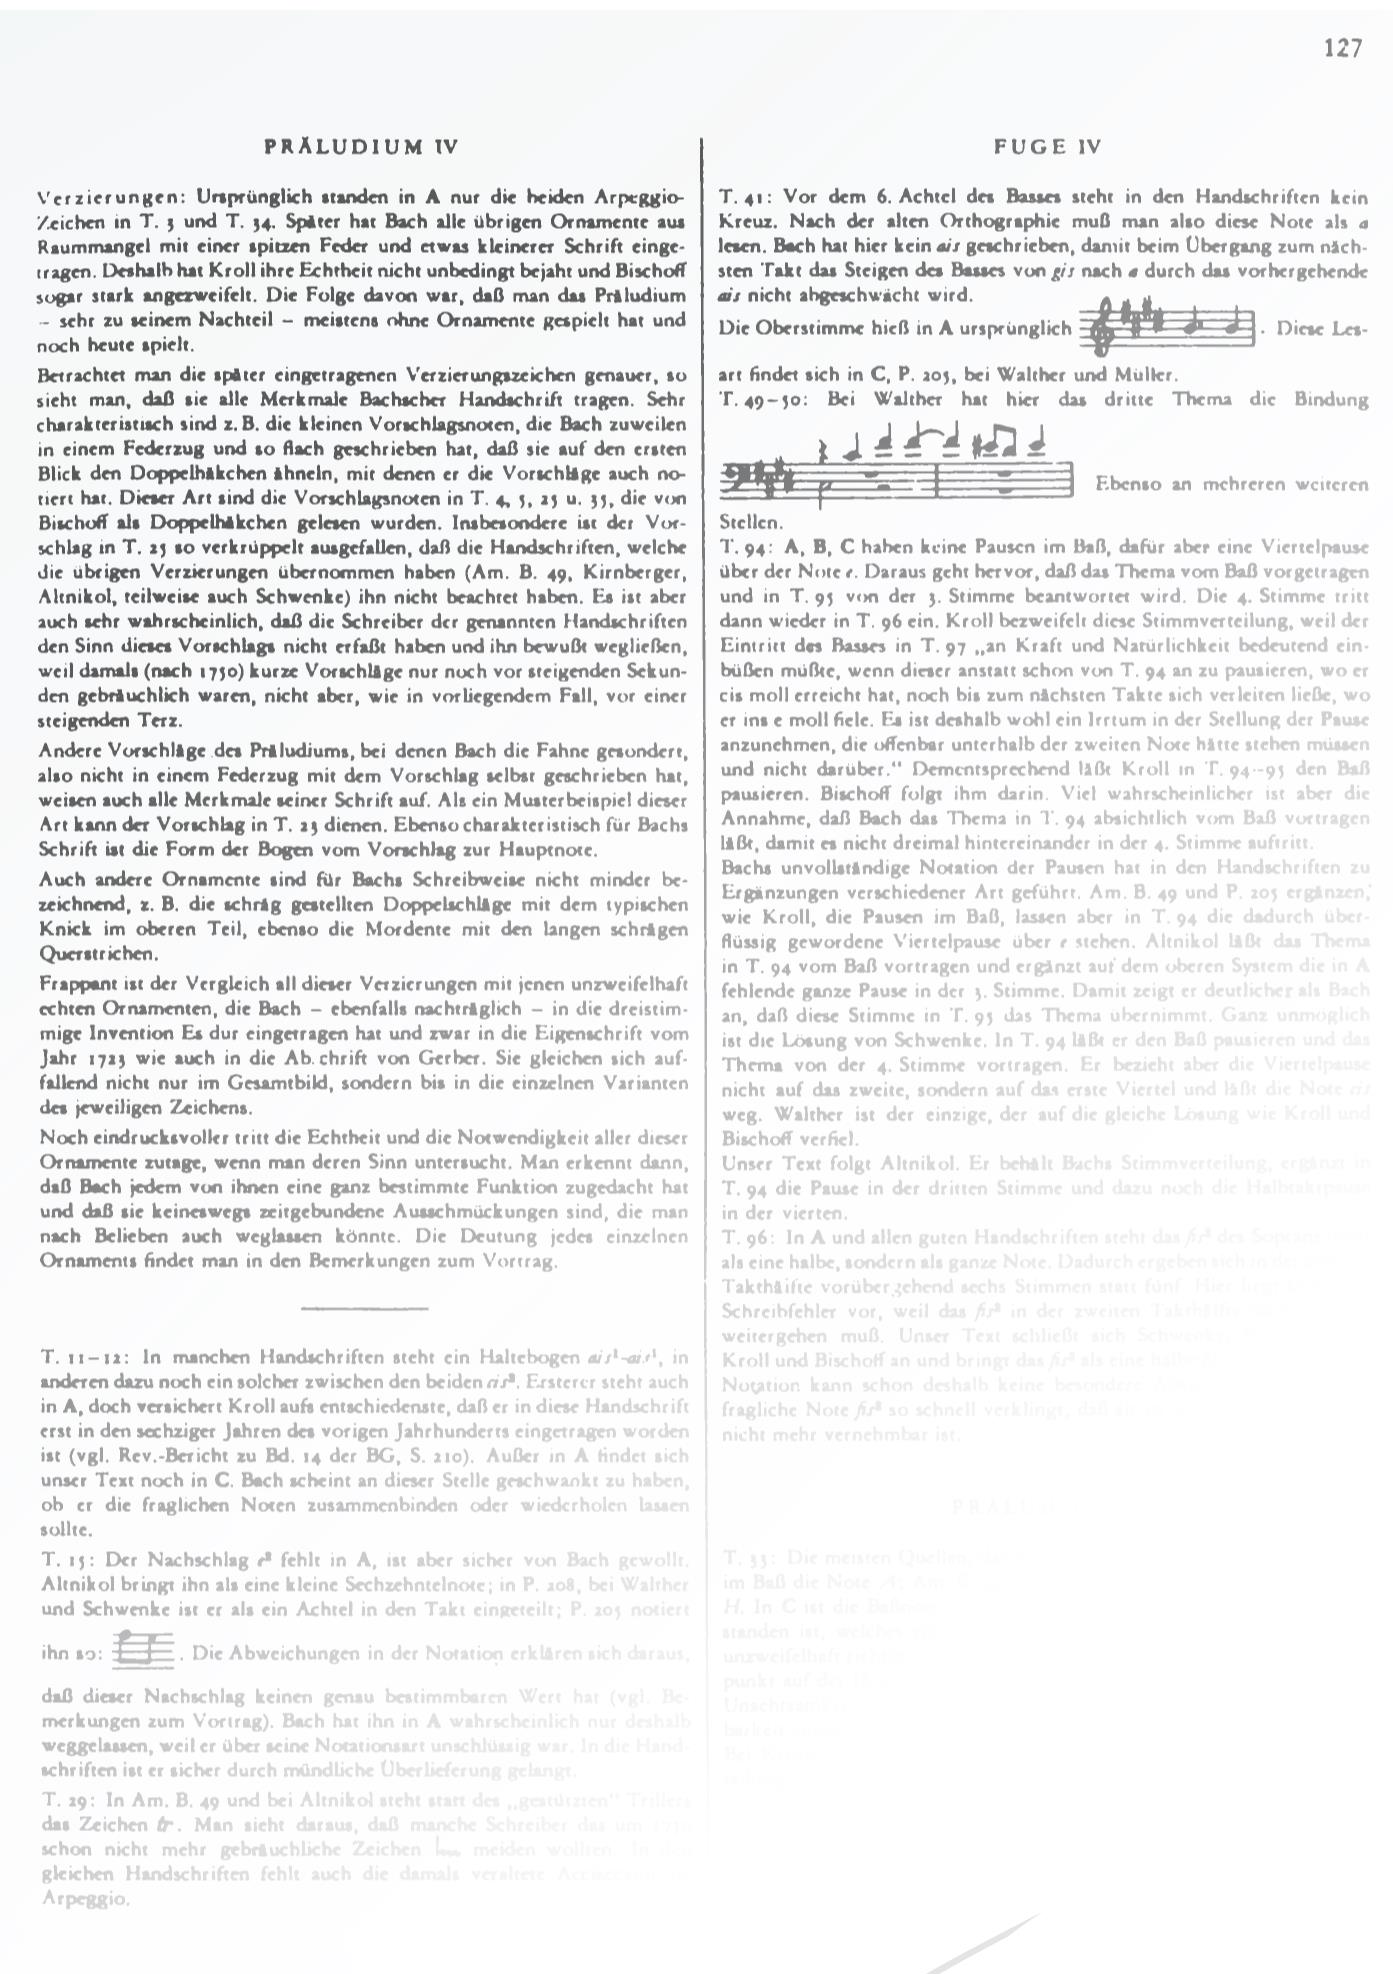 127
PRÄLUDIUM IV
Verzierungen: Ursprünglich standen in A nur die beiden Arpeggio-
Zeichen in T. 3 und T. 34. Später hat Bach alle übrigen Ornamente aus
Raummangel mit einer spitzen Feder und etwas kleinerer Schrift einge-
tragen. Deshalb hat Kroll ihre Echtheit nicht unbedingt bejaht und Bischoff
sogar stark angezweifelt. Die Folge davon war, daß man das Präludium
– sehr zu seinem Nachteil – meistens ohne Ornamente gespielt hat und
noch heute spielt.
Betrachtet man die später eingetragenen Verzierungszeichen genauer, so
sieht man, daß sie alle Merkmale Bachscher Handschrift tragen. Sehr
charakteristisch sind z. B. die kleinen Vorschlagsnoten, die Bach zuweilen
in einem Federzug und so flach geschrieben hat, daß sie auf den ersten
Blick den Doppelhäkchen ähneln, mit denen er die Vorschläge auch no-
tiert hat. Dieser Art sind die Vorschlagsnoten in T. 4, 5, 25 u. 35, die von
Bischoff als Doppelhäkchen gelesen wurden. Insbesondere ist der Vor-
schlag in T. 25 so verkrüppelt ausgefallen, daß die Handschriften, welche
die übrigen Verzierungen übernommen haben (Am. B. 49, Kirnberger,
Altnikol, teilweise auch Schwenke) ihn nicht beachtet haben. Es ist aber
auch sehr wahrscheinlich, daß die Schreiber der genannten Handschriften
den Sinn dieses Vorschlags nicht erfaßt haben und ihn bewußt wegließen,
weil damals (nach 1750) kurze Vorschläge nur noch vor steigenden Sekun-
den gebräuchlich waren, nicht aber, wie in vorliegendem Fall, vor einer
steigenden Terz.
Andere Vorschläge des Präludiums, bei denen Bach die Fahne gesondert,
also nicht in einem Federzug mit dem Vorschlag selbst geschrieben hat,
weisen auch alle Merkmale seiner Schrift auf. Als ein Musterbeispiel dieser
Art kann der Vorschlag in T. 23 dienen. Ebenso charakteristisch für Bachs
Schrift ist die Form der Bogen vom Vorschlag zur Hauptnote.
Auch andere Ornamente sind für Bachs Schreibweise nicht minder be-
zeichnend, z. B. die schräg gestellten Doppelschläge mit dem typischen
Knick im oberen Teil, ebenso die Mordente mit den langen schrägen
Querstrichen.
Frappant ist der Vergleich all dieser Verzierungen mit jenen unzweifelhaft
echten Ornamenten, die Bach – ebenfalls nachträglich – in die dreistim-
mige Invention Es dur eingetragen hat und zwar in die Eigenschrift vom
Jahr 1723 wie auch in die Ab.chrift von Gerber. Sie gleichen sich auf-
fallend nicht nur im Gesamtbild, sondern bis in die einzelnen Varianten
des jeweiligen Zeichens.
Noch eindrucksvoller tritt die Echtheit und die Notwendigkeit aller dieser
Ornamente zutage, wenn man deren Sinn untersucht. Man erkennt dann,
daß Bach jedem von ihnen eine ganz bestimmte Funktion zugedacht hat
und daß sie keineswegs zeitgebundene Ausschmückungen sind, die man
nach Belieben auch weglassen könnte. Die Deutung jedes einzelnen
Ornaments findet man in den Bemerkungen zum Vortrag.
T. 11–12: In manchen Handschriften steht ein Haltebogen ais¹-ais¹, in
anderen dazu noch ein solcher zwischen den beiden cis². Ersterer steht auch
in A, doch versichert Kroll aufs entschiedenste, daß er in diese Handschrift
erst in den sechziger Jahren des vorigen Jahrhunderts eingetragen worden
ist (vgl. Rev.-Bericht zu Bd. 14 der BG, S. 210). Außer in A findet sich
unser Text noch in C. Bach scheint an dieser Stelle geschwankt zu haben,
ob er die fraglichen Noten zusammenbinden oder wiederholen lassen
sollte.
T. 15: Der Nachschlag e² fehlt in A, ist aber sicher von Bach gewollt.
Altnikol bringt ihn als eine kleine Sechzehntelnote; in P. 208, bei Walther
und Schwenke ist er als ein Achtel in den Takt eingeteilt; P. 205 notiert
ihn so: . Die Abweichungen in der Notation erklären sich daraus,
daß dieser Nachschlag keinen genau bestimmbaren Wert hat (vgl. Be-
merkungen zum Vortrag). Bach hat ihn in A wahrscheinlich nur deshalb
weggelassen, weil er über seine Notationsart unschlüssig war. In die Hand-
schriften ist er sicher durch mündliche Überlieferung gelangt.
T. 29: In Am. B. 49 und bei Altnikol steht statt des „gestützten" Trillers
das Zeichen tr. Man sieht daraus, daß manche Schreiber das um 1750
schon nicht mehr gebräuchliche Zeichen meiden wollten. In den
gleichen Handschriften fehlt auch die damals veraltete
Arpeggio.
FUGE IV
T. 41: Vor dem 6. Achtel des Basses steht in den Handschriften kein
Kreuz. Nach der alten Orthographie muß man also diese Note als a
lesen. Bach hat hier kein ais geschrieben, damit beim Übergang zum näch-
sten Takt das Steigen des Basses von gis nach a durch das vorhergehende
ais nicht abgeschwächt wird.
Die Oberstimme hieß in A ursprünglich . Diese Les-
art findet sich in C, P. 205, bei Walther und Müller.
T. 49–50: Bei Walther hat hier das dritte Thema die Bindung
Ebenso an mehreren weiteren
Stellen.
T. 94: A, B, C haben keine Pausen im Baß, dafür aber eine Viertelpause
über der Note e. Daraus geht hervor, daß das Thema vom Baß vorgetragen
und in T. 95 von der 3. Stimme beantwortet wird. Die 4. Stimme tritt
dann wieder in T. 96 ein. Kroll bezweifelt diese Stimmverteilung, weil der
Eintritt des Basses in T. 97 „an Kraft und Natürlichkeit bedeutend ein-
büßen müßte, wenn dieser anstatt schon von T. 94 an zu pausieren, wo er
cis moll erreicht hat, noch bis zum nächsten Takte sich verleiten ließe, wo
er ins e moll fiele. Es ist deshalb wohl ein Irrtum in der Stellung der Pause
anzunehmen, die offenbar unterhalb der zweiten Note hätte stehen müssen
und nicht darüber." Dementsprechend läßt Kroll in T. 94–95 den Baß
pausieren. Bischoff folgt ihm darin. Viel wahrscheinlicher ist aber die
Annahme, daß Bach das Thema in T. 94 absichtlich vom Baß vortragen
läßt, damit es nicht dreimal hintereinander in der 4. Stimme auftritt.
Bachs unvollständige Notation der Pausen hat in den Handschriften zu
Ergänzungen verschiedener Art geführt. Am. B. 49 und P. 205 ergänzen,
wie Kroll, die Pausen im Baß, lassen aber in T. 94 die dadurch über-
flüssig gewordene Viertelpause über e stehen. Altnikol läßt das Thema
in T. 94 vom Baß vortragen und ergänzt auf dem oberen System die in A
fehlende ganze Pause in der 3. Stimme. Damit zeigt er deutlicher als Bach
an, daß diese Stimme in T. 95 das Thema übernimmt. Ganz unmöglich
ist die Lösung von Schwenke. In T. 94 läßt er den Baß pausieren und das
Thema von der 4. Stimme vortragen. Er bezieht aber die Viertelpause
nicht auf das zweite, sondern auf das erste Viertel und läßt die Note cis
weg. Walther ist der einzige, der auf die gleiche Lösung wie Kroll und
Bischoff verfiel.
Unser Text folgt Altnikol. Er behält Bachs Stimmverteilung, ergänzt in
T. 94 die Pause in der dritten Stimme und dazu noch die Halbtaktpause
in der vierten.
T. 96: In A und allen guten Handschriften steht das fis² des Soprans
als eine halbe, sondern als ganze Note. Dadurch ergeben sich in der
Takthälfte vorübergehend sechs Stimmen statt fünf. Hier liegt
Schreibfehler vor, weil das fis² in der zweiten Takthälfte
weitergehen muß. Unser Text schließt sich Schwenke,
Kroll und Bischoff an und bringt das fis² als eine halbe
Notation kann schon deshalb keine besondere
fragliche Note fis² so schnell verklingt, daß sie
nicht mehr vernehmbar ist.
T. 33: Die meisten Quellen,
im Baß die Note A;
H. In C ist die
standen ist, welches
unzweifelhaft
punkt auf der